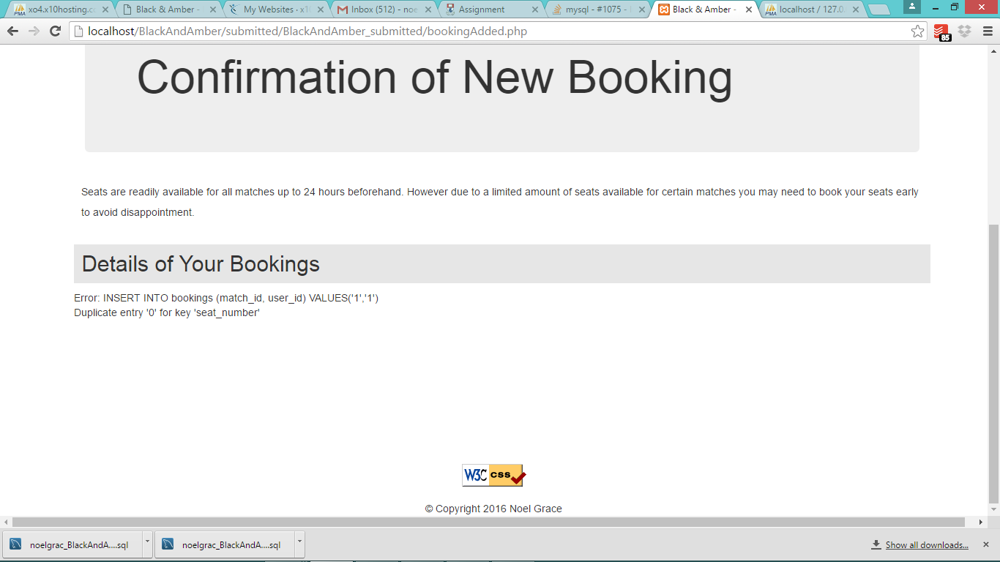 xo4.x10hosting.co
Black & Amber -
My Websites · x1
Inbox (512) - noe
Assignment
mysql - #1075 -
Black & Amber -
localhost / 127.0
localhost/BlackAndAmber/submitted/BlackAndAmber_submitted/bookingAdded.php
85
Confirmation of New Booking
Seats are readily available for all matches up to 24 hours beforehand. However due to a limited amount of seats available for certain matches you may need to book your seats early
to avoid disappointment.
Details of Your Bookings
Error: INSERT INTO bookings (match_id, user_id) VALUES('1','1')
Duplicate entry '0' for key 'seat_number'
W3C css
© Copyright 2016 Noel Grace
noelgrac_BlackAndA....sql
noelgrac_BlackAndA....sql
Show all downloads...